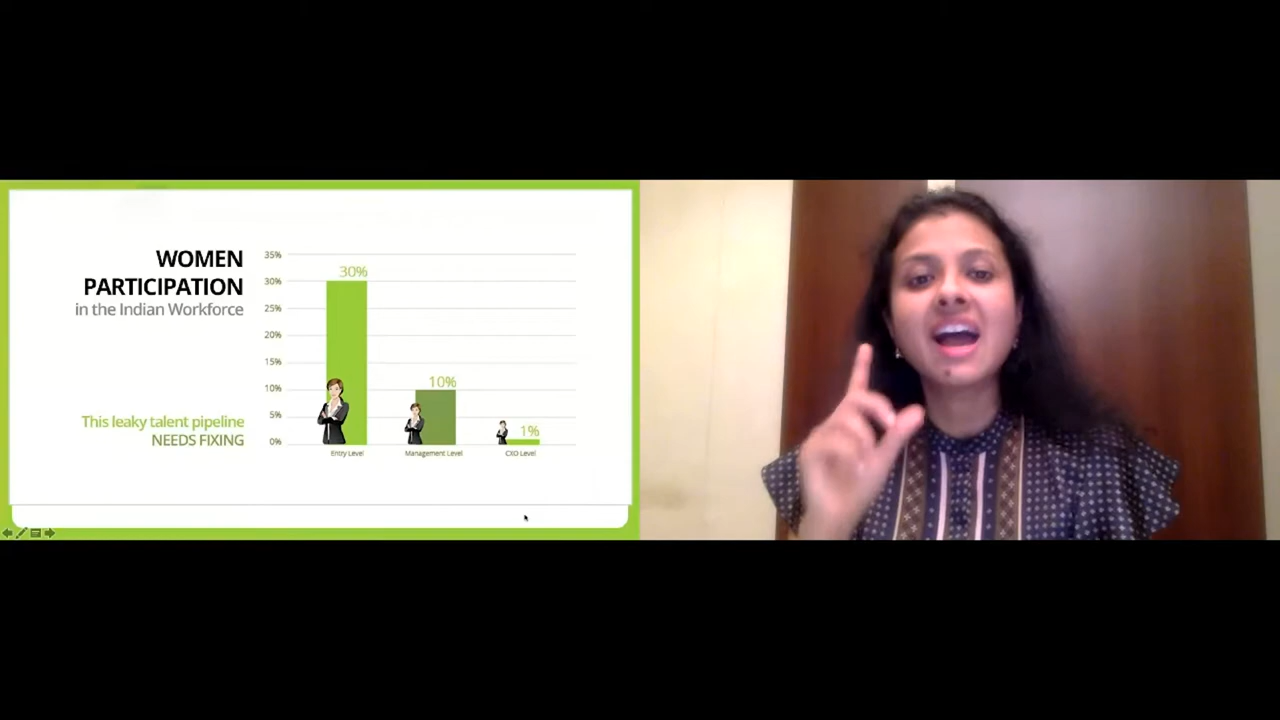 WOMEN
PARTICIPATION
in the Indian Workforce
This leaky talent pipeline
NEEDS FIXING
35%
30%
25%
20%
15%
10%
5%
0%
30%
10%
1%
Entry Level
Management Level
CXO Level